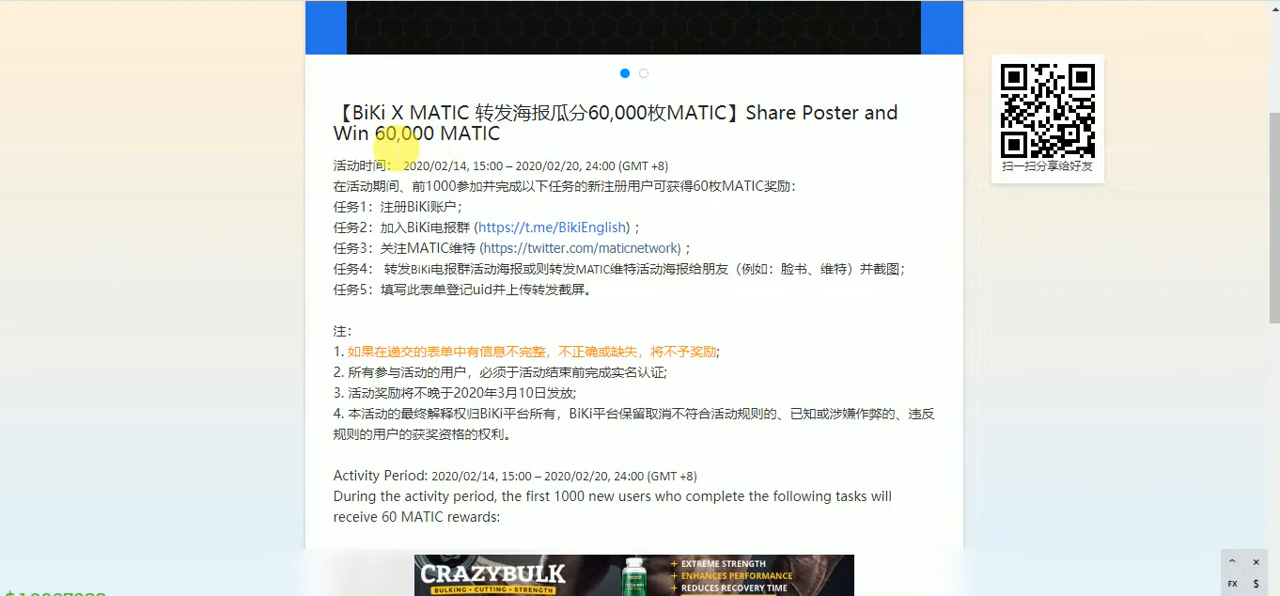 【BiKi X MATIC 转发海报瓜分60,000枚MATIC】Share Poster and
Win 60,000 MATIC
扫一扫分享给好友
活动时间： 2020/02/14, 15:00 – 2020/02/20, 24:00 (GMT +8)
在活动期间、前1000参加并完成以下任务的新注册用户可获得60枚MATIC奖励：
任务1：注册BiKi账户；
任务2：加入BiKi电报群 (https://t.me/BikiEnglish) ；
任务3：关注MATIC维特 (https://twitter.com/maticnetwork) ；
任务4： 转发BiKi电报群活动海报或则转发MATIC维特活动海报给朋友（例如：脸书、维特）并截图；
任务5：填写此表单登记uid并上传转发截屏。
注：
1. 如果在递交的表单中有信息不完整，不正确或缺失，将不予奖励;
2. 所有参与活动的用户，必须于活动结束前完成实名认证;
3. 活动奖励将不晚于2020年3月10日发放;
4. 本活动的最终解释权归BiKi平台所有，BiKi平台保留取消不符合活动规则的、已知或涉嫌作弊的、违反
规则的用户的获奖资格的权利。
Activity Period: 2020/02/14, 15:00 – 2020/02/20, 24:00 (GMT +8)
During the activity period, the first 1000 new users who complete the following tasks will
receive 60 MATIC rewards:
CRAZYBULK
BULKING • CUTTING • STRENGTH
+ EXTREME STRENGTH
+ ENHANCES PERFORMANCE
+ REDUCES RECOVERY TIME
FX $